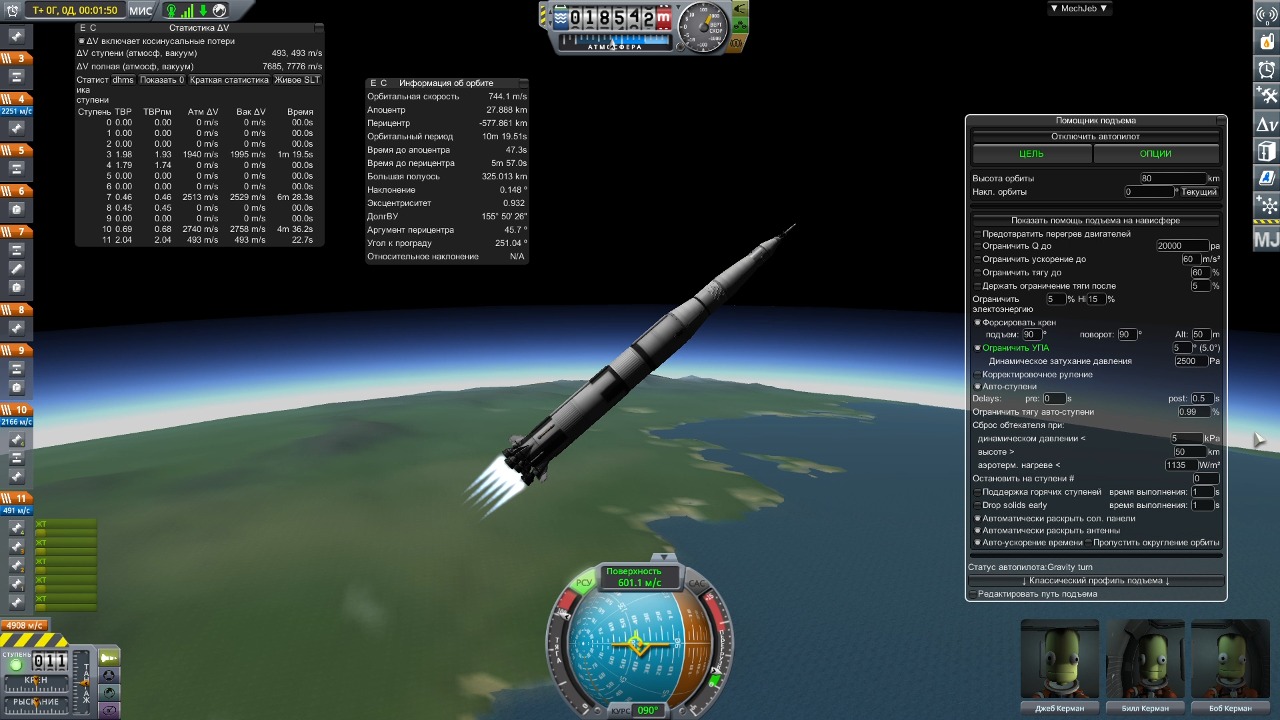 T+ 0Г, 0Д, 00:01:50 МИС
018542 m
АТМОСФЕРА
ВЕРТ СКОР
▼ MechJeb ▼
E C Статистика ΔV
ΔV включает косинусальные потери
ΔV ступени (атмосф, вакуум) 493, 493 m/s
ΔV полная (атмосф, вакуум) 7685, 7776 m/s
Статист dhms Показать 0 Краткая статистика Живое SLT
ика
ступени
Ступень ТВР ТВРпм Атм ΔV Вак ΔV Время
0 0.00 0.00 0 m/s 0 m/s 00.0s
1 0.00 0.00 0 m/s 0 m/s 00.0s
2 0.00 0.00 0 m/s 0 m/s 00.0s
3 1.98 1.93 1940 m/s 1995 m/s 1m 19.5s
4 1.79 1.74 0 m/s 0 m/s 00.0s
5 0.00 0.00 0 m/s 0 m/s 00.0s
6 0.00 0.00 0 m/s 0 m/s 00.0s
7 0.46 0.46 2513 m/s 2529 m/s 6m 28.3s
8 0.45 0.45 0 m/s 0 m/s 00.0s
9 0.00 0.00 0 m/s 0 m/s 00.0s
10 0.69 0.68 2740 m/s 2758 m/s 4m 36.2s
11 2.04 2.04 493 m/s 493 m/s 22.7s
E C Информация об орбите
Орбитальная скорость 744.1 m/s
Апоцентр 27.888 km
Перицентр -577.861 km
Орбитальный период 10m 19.51s
Время до апоцентра 47.3s
Время до перицентра 5m 57.0s
Большая полуось 325.013 km
Наклонение 0.148 º
Эксцентриситет 0.932
ДолгВУ 155° 50' 26"
Аргумент перицентра 45.7 º
Угол к програду 251.04 º
Относительное наклонение N/A
Помощник подъема
Отключить автопилот
ЦЕЛЬ ОПЦИИ
Высота орбиты 80 km
Накл. орбиты 0 º Текущий
Показать помощь подъема на нависфере
Предотвратить перегрев двигателей
Ограничить Q до 20000 pa
Ограничить ускорение до 60 m/s²
Ограничить тягу до 60 %
Держать ограничение тяги после 5 %
Ограничить 5 % Hi 15 %
электоэнергию
Форсировать крен
подъем: 90 º поворот: 90 º Alt: 50 m
Ограничить УПА 5 º (5.0°)
Динамическое затухание давления 2500 Pa
Корректировочное руление
Авто-ступени
Delays: pre: 0 s post: 0.5 s
Ограничить тягу авто-ступени 0.99 %
Сброс обтекателя при:
динамическом давлении < 5 kPa
высоте > 50 km
аэротерм. нагреве < 1135 W/m²
Остановить на ступени # 0
Поддержка горячих ступеней время выполнения: 1 s
Drop solids early время выполнения: 1 s
Автоматически раскрыть сол. панели
Автоматически раскрыть антенны
Авто-ускорение времени Пропустить округление орбиты
Статус автопилота:Gravity turn
↓ Классический профиль подъема ↓
Редактировать путь подъема
Δv
MJ
3
4
2251 м/с
5
6
7
8
9
10
2166 м/с
11
491 м/с
ЖТ
ЖТ
ЖТ
ЖТ
ЖТ
4908 м/с
СТУПЕНЬ 011
КРЕН
РЫСКАНИЕ
ТАНГАЖ
РСУ
Поверхность
601.1 м/с
САС
ТЯГА
КУРС 090°
Джеб Керман
Билл Керман
Боб Керман